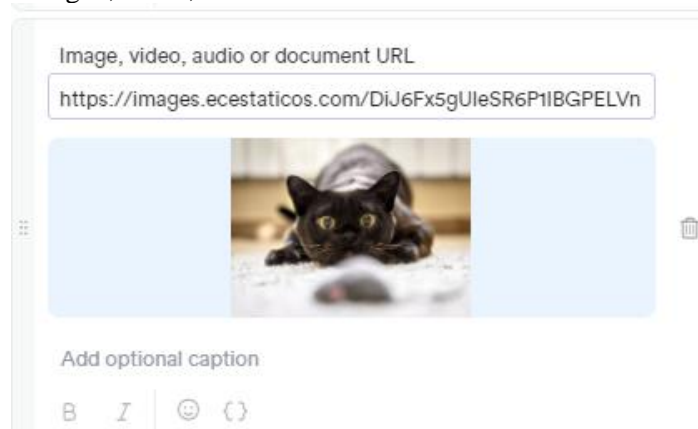 Image, video, audio or document URL
https://images.ecestaticos.com/DiJ6Fx5gUIeSR6P1IBGPELVn
Add optional caption
B I {}